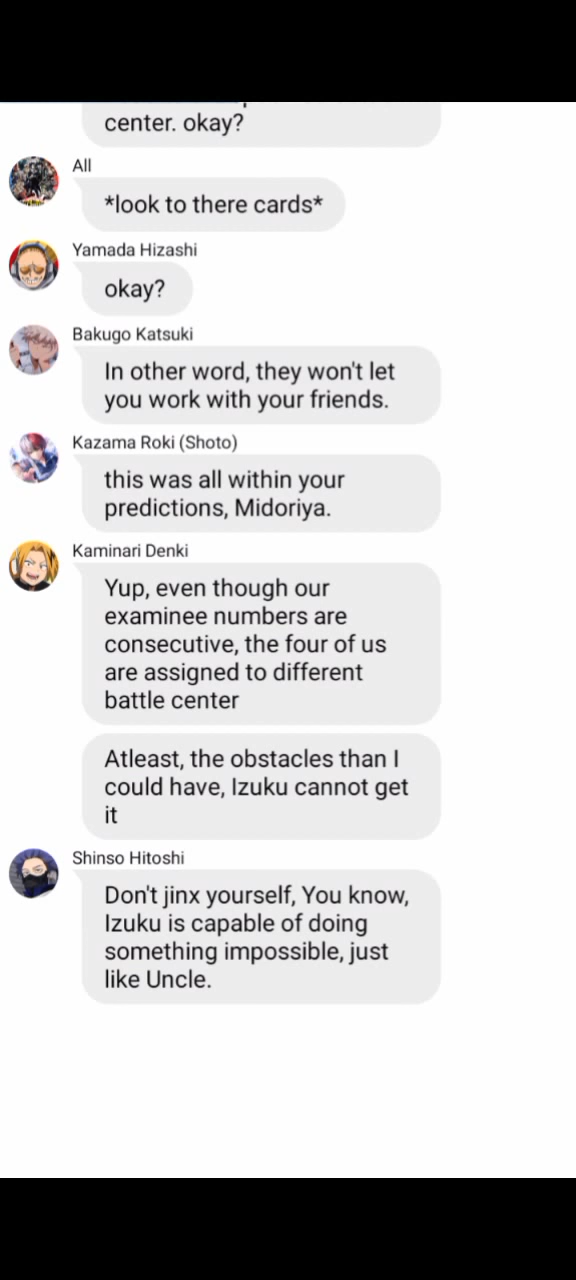 center. okay?
All
*look to there cards*
Yamada Hizashi
okay?
Bakugo Katsuki
In other word, they won't let
you work with your friends.
Kazama Roki (Shoto)
this was all within your
predictions, Midoriya.
Kaminari Denki
Yup, even though our
examinee numbers are
consecutive, the four of us
are assigned to different
battle center
Atleast, the obstacles than I
could have, Izuku cannot get
it
Shinso Hitoshi
Don't jinx yourself, You know,
Izuku is capable of doing
something impossible, just
like Uncle.